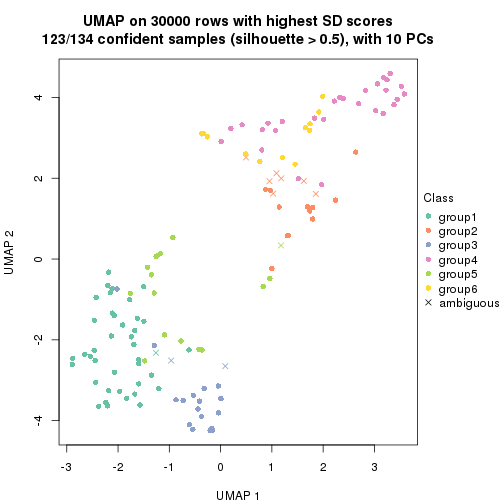 UMAP on 30000 rows with highest SD scores
123/134 confident samples (silhouette > 0.5), with 10 PCs
4
2
0
-2
-4
UMAP 2
-3
-2
-1
0
1
2
3
UMAP 1
Class
group1
group2
group3
group4
group5
group6
ambiguous